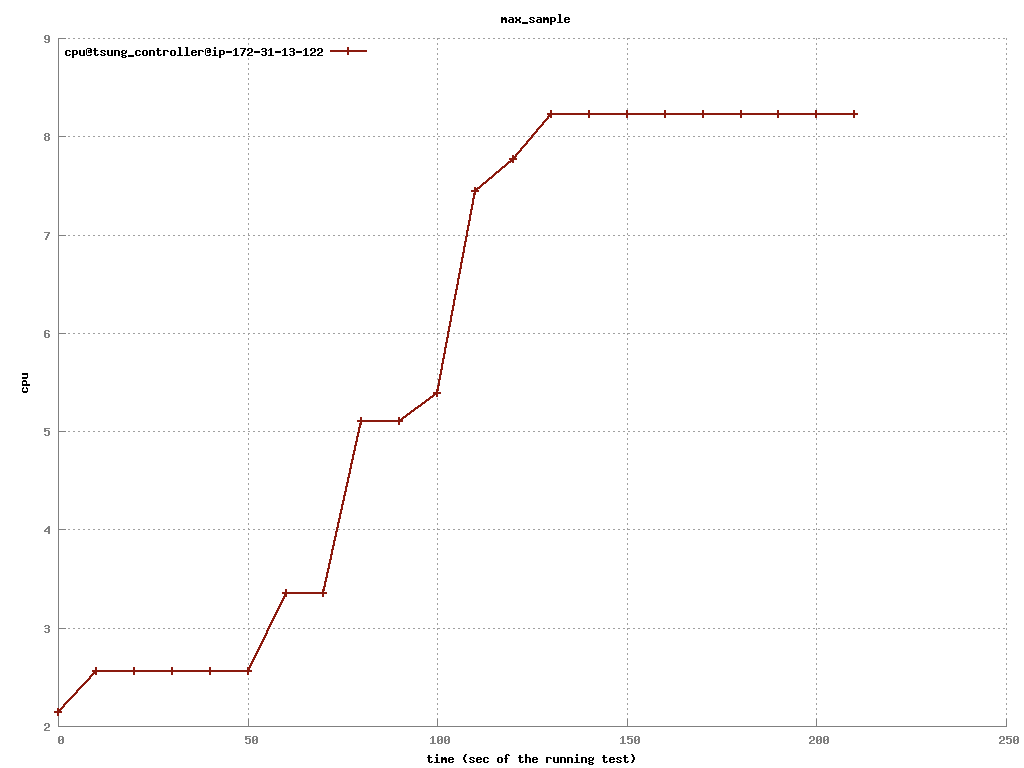 max_sample
cpu@tsung_controller@ip-172-31-13-122
9
8
7
6
5
4
3
2
cpu
0 50 100 150 200 250
time (sec of the running test)